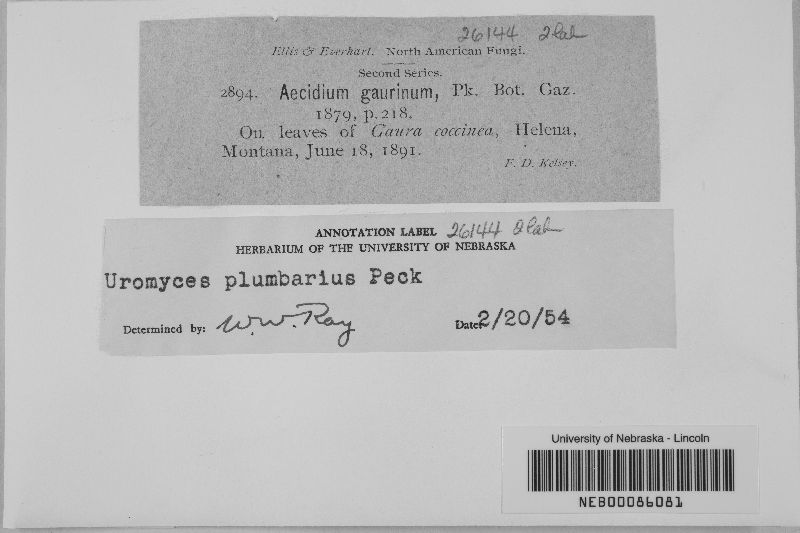 26144
Ellis & Everhart. North American Fungi.
Second Series.
2894. Aecidium gaurinum, Pk. Bot. Gaz.
1879, p. 218.
On leaves of Gaura coccinea, Helena,
Montana, June 18, 1891.
F. D. Kelsey.
ANNOTATION LABEL 26144
HERBARIUM OF THE UNIVERSITY OF NEBRASKA
Uromyces plumbarius Peck
Determined by: W.W. Ray Date: 2/20/54
University of Nebraska - Lincoln
NEB00086081